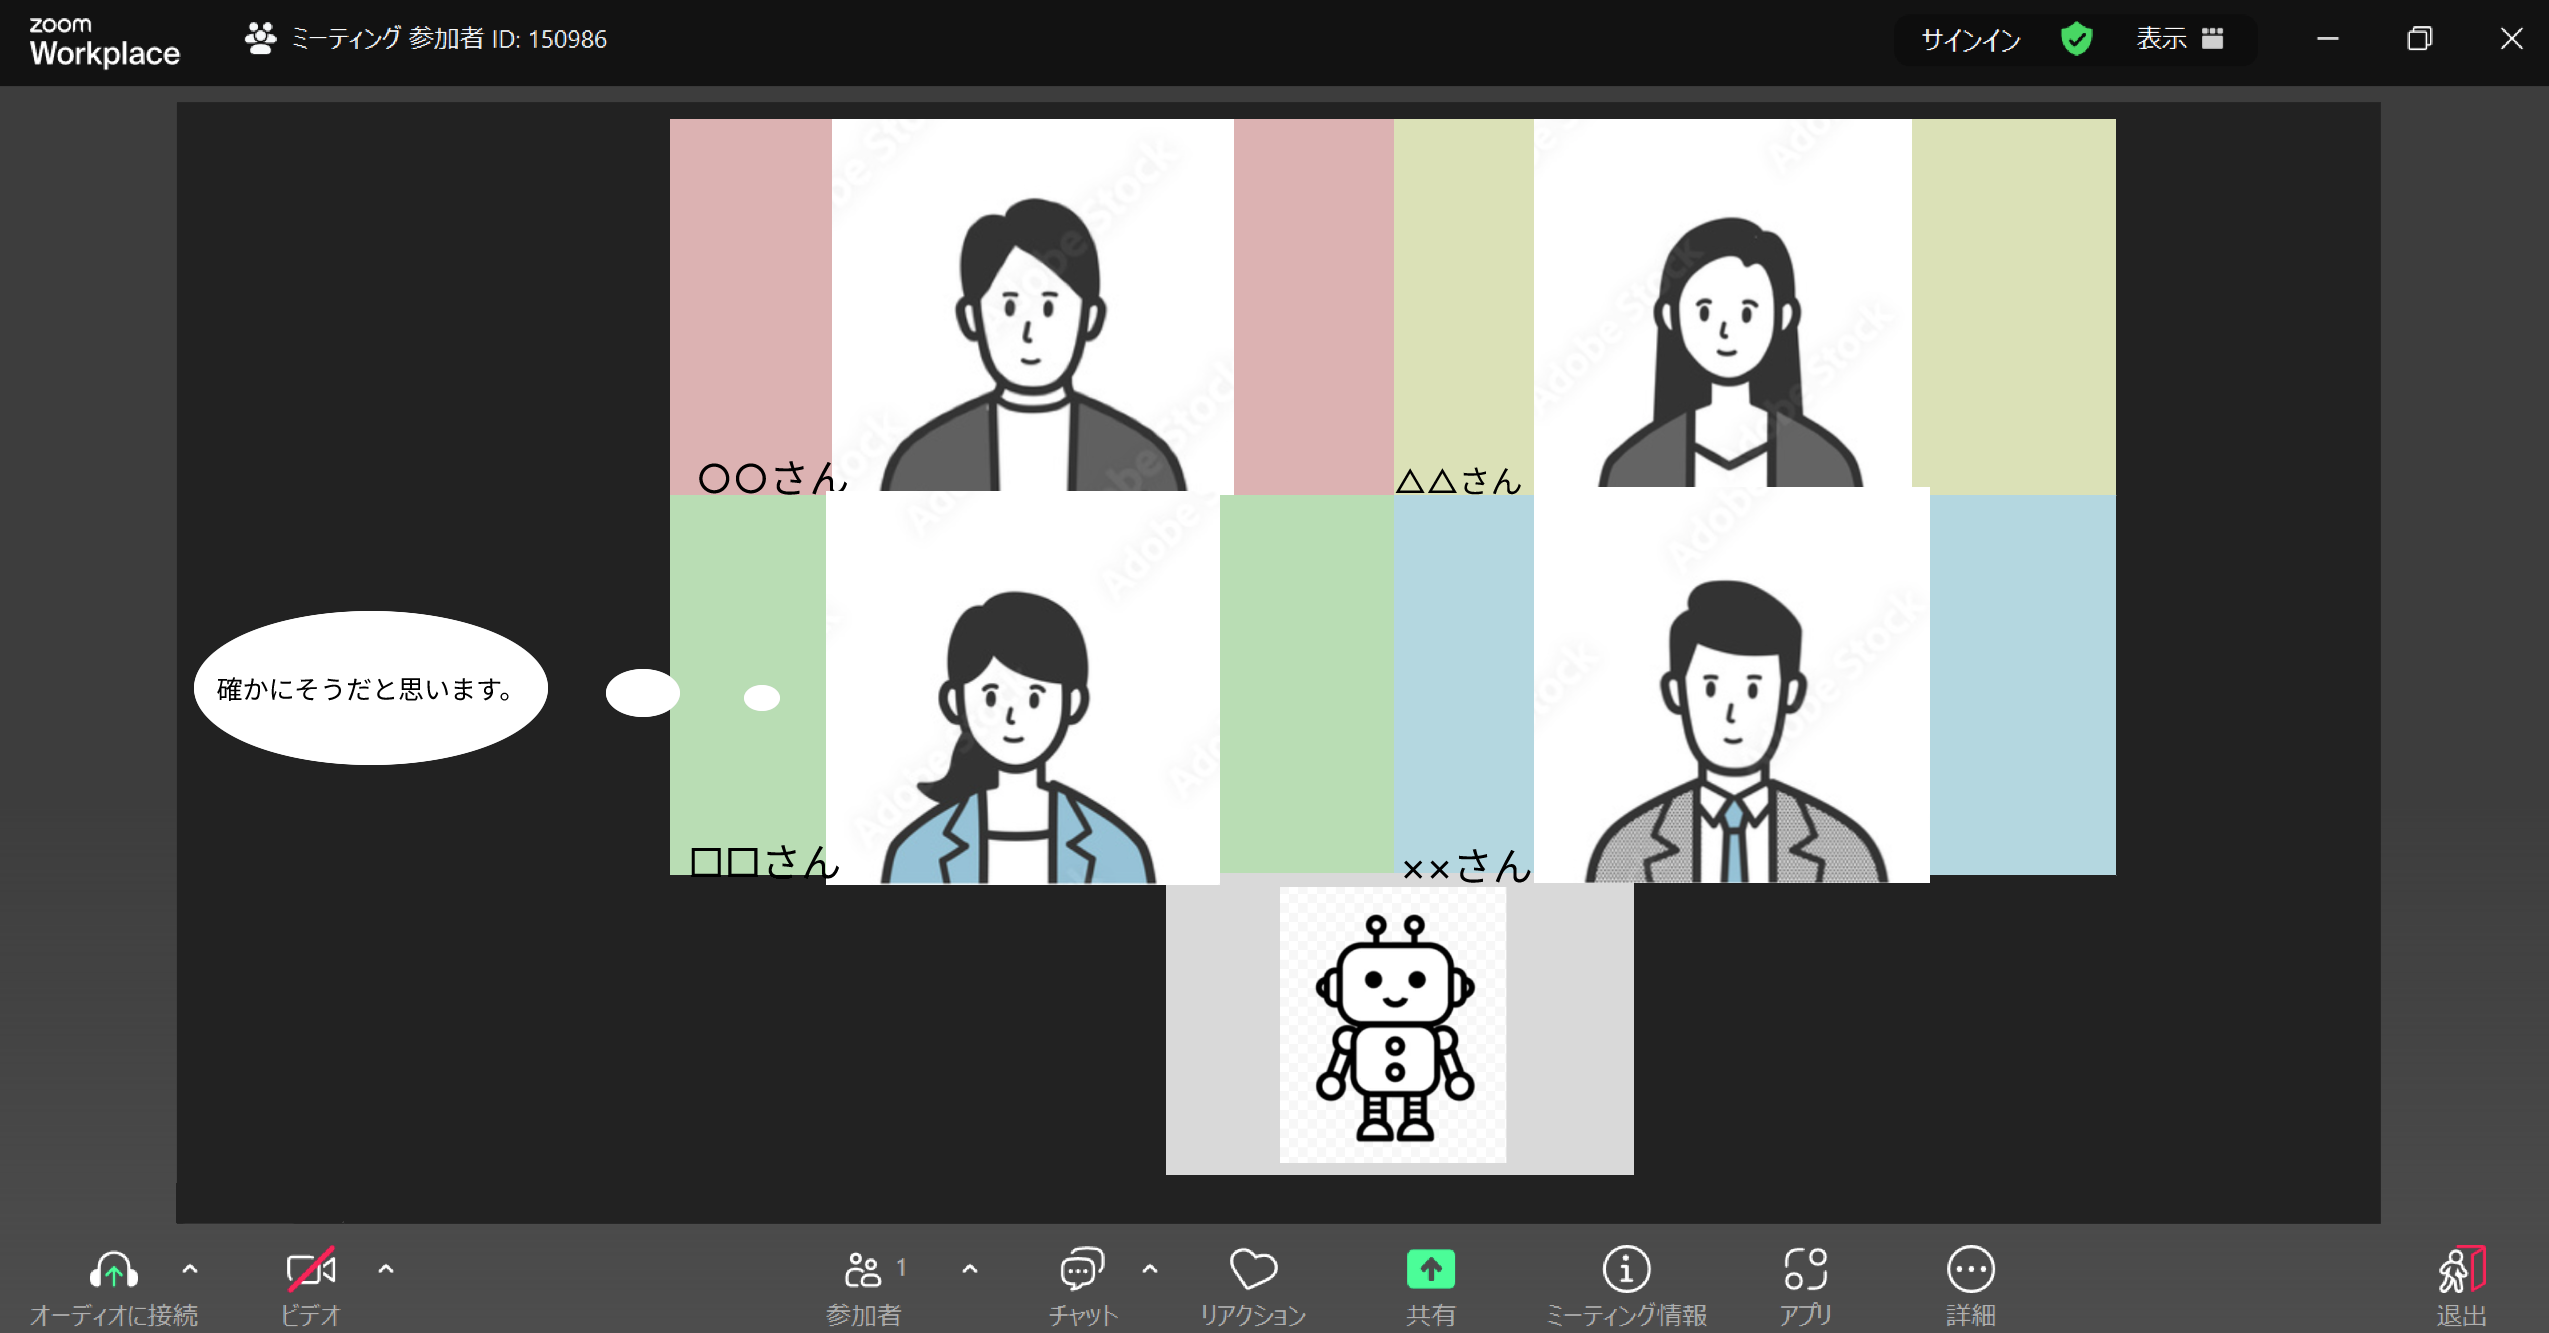 zoom
Workplace
ミーティング 参加者 ID: 150986
サインイン
表示
Adobe Stock
Adobe Stock
〇〇さん
△△さん
確かにそうだと思います。
□□さん
××さん
オーディオに接続
ビデオ
参加者
1
チャット
リアクション
共有
ミーティング情報
アプリ
詳細
退出